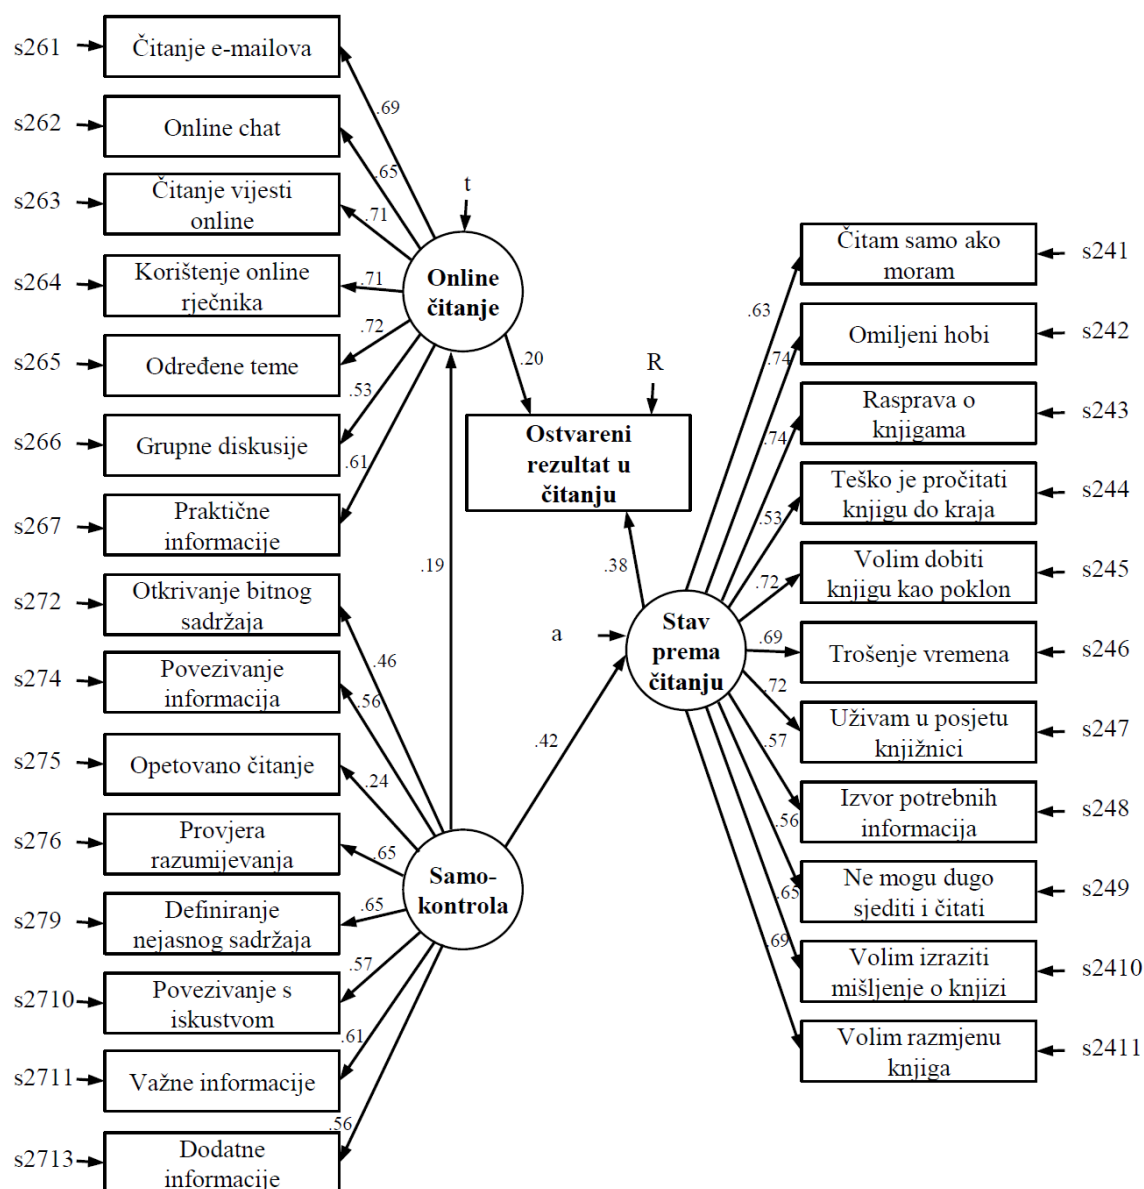 s261
Čitanje e-mailova
.69
s262
Online chat
.65
s263
Čitanje vijesti
online
.71
t
s264
Korištenje online
rječnika
.71
Online
čitanje
s265
Određene teme
.72
s266
Grupne diskusije
.53
s267
Praktične
informacije
.61
.20
R
Ostvareni
rezultat u
čitanju
.19
.38
s272
Otkrivanje bitnog
sadržaja
.46
s274
Povezivanje
informacija
.56
s275
Opetovano čitanje
.24
s276
Provjera
razumijevanja
.65
Samo-
kontrola
s279
Definiranje
nejasnog sadržaja
.65
s2710
Povezivanje s
iskustvom
.57
s2711
Važne informacije
.61
s2713
Dodatne
informacije
.56
.42
a
Stav
prema
čitanju
.63
Čitam samo ako
moram
s241
.74
Omiljeni hobi
s242
.74
Rasprava o
knjigama
s243
.53
Teško je pročitati
knjigu do kraja
s244
.72
Volim dobiti
knjigu kao poklon
s245
.69
Trošenje vremena
s246
.72
Uživam u posjetu
knjižnici
s247
.57
Izvor potrebnih
informacija
s248
.56
Ne mogu dugo
sjediti i čitati
s249
.65
Volim izraziti
mišljenje o knjizi
s2410
.69
Volim razmjenu
knjiga
s2411